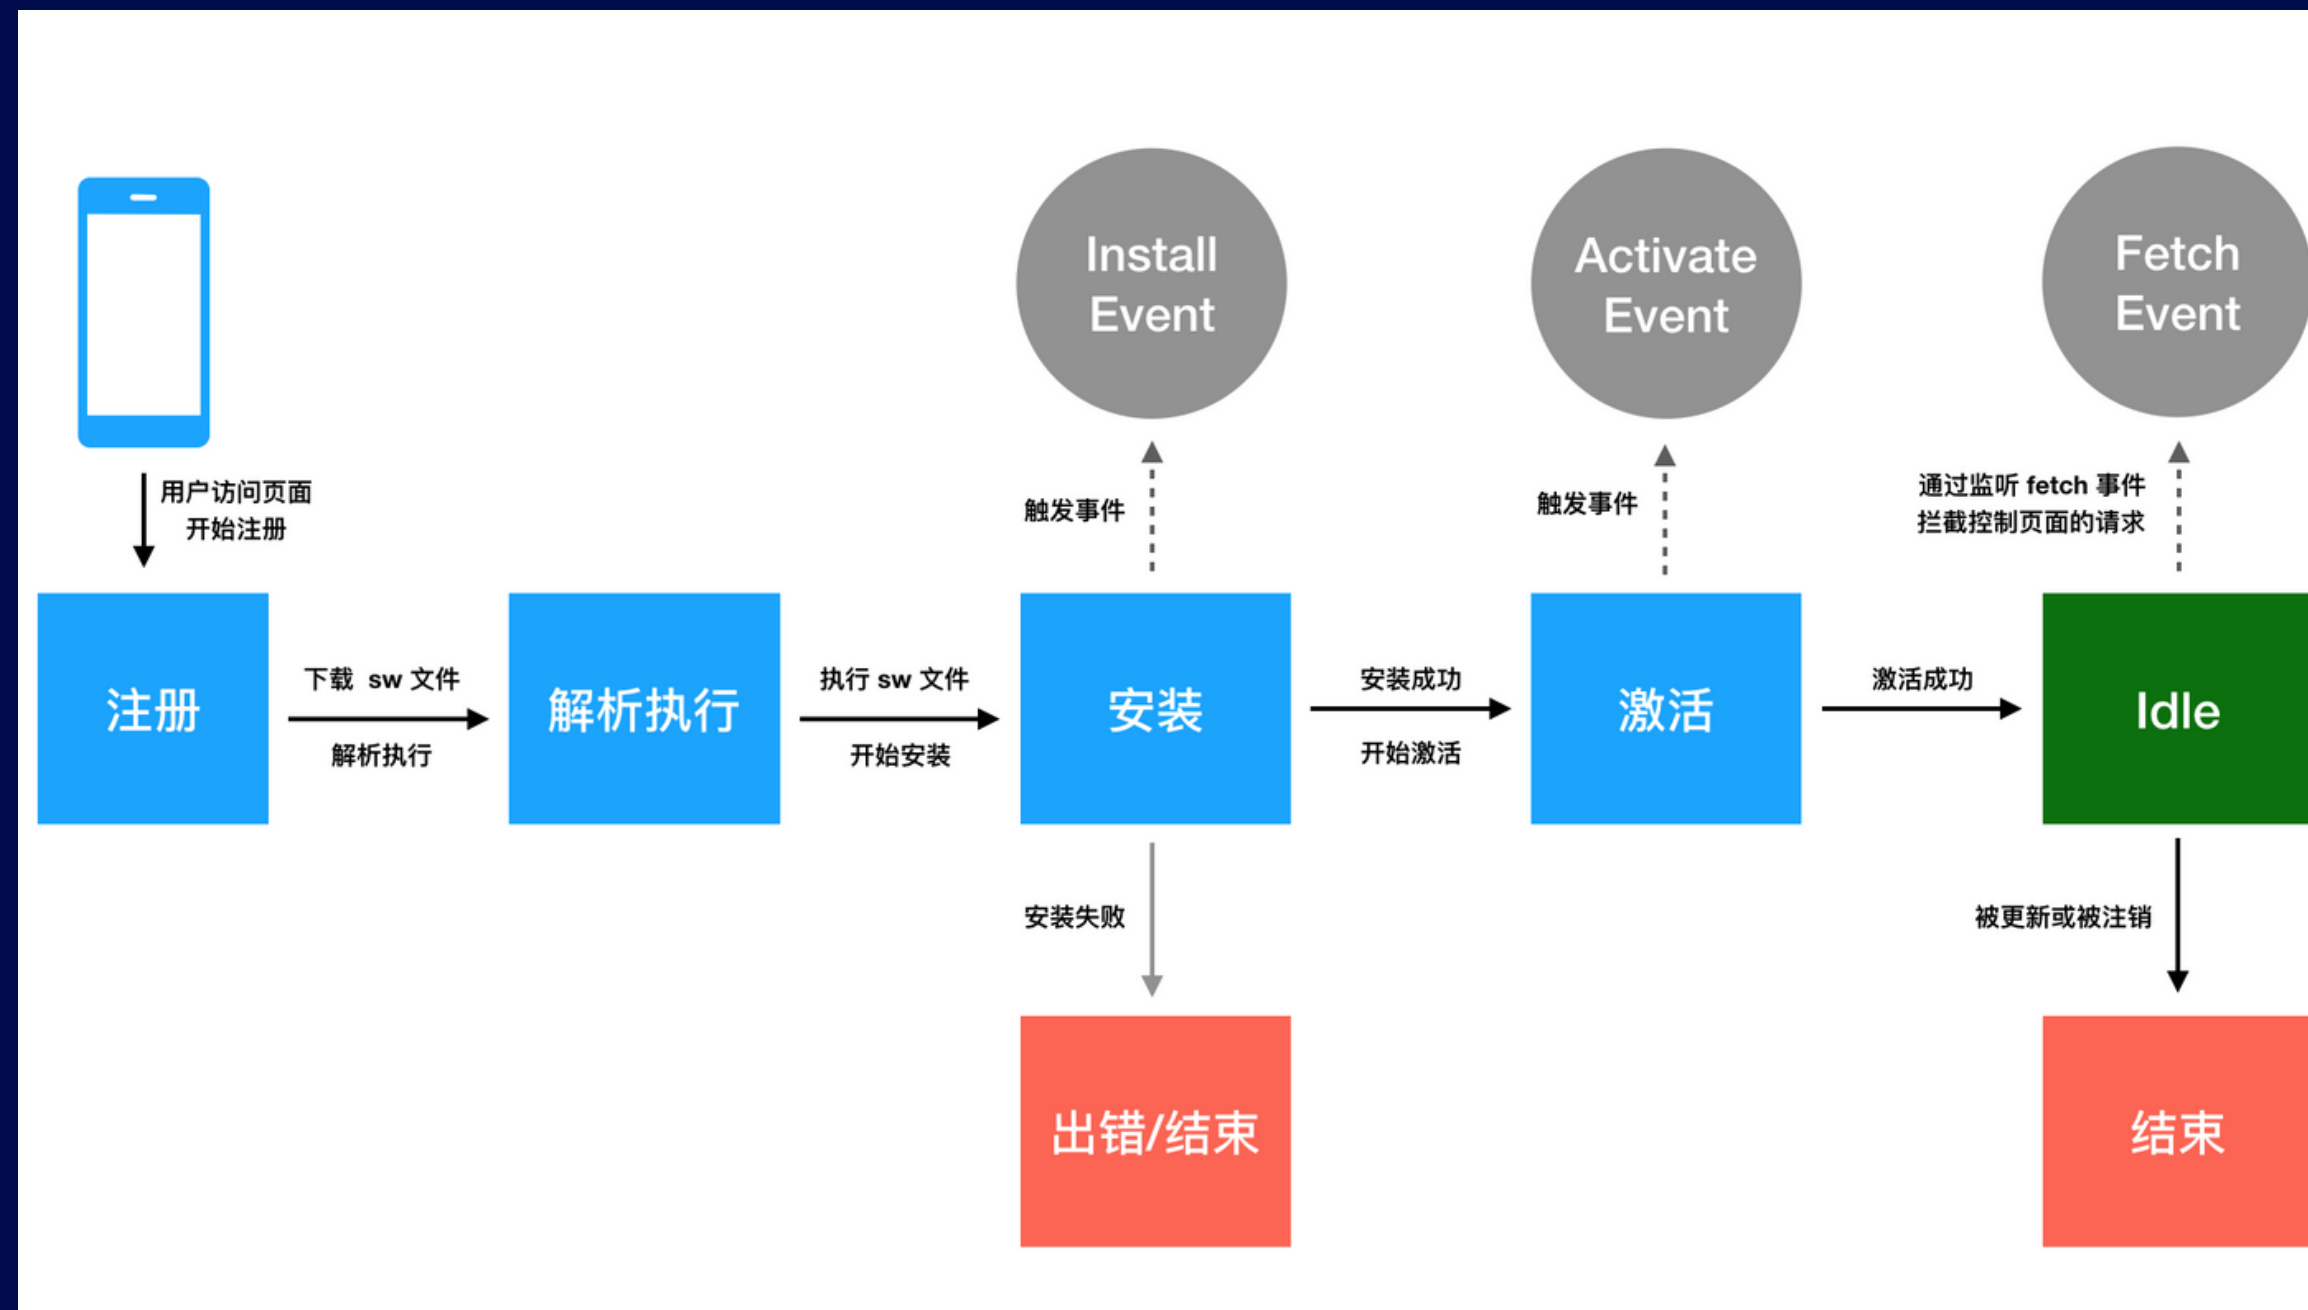 Install
Event
Activate
Event
Fetch
Event
用户访问页面
开始注册
触发事件
触发事件
通过监听 fetch 事件
拦截控制页面的请求
注册
下载 sw 文件
解析执行
解析执行
执行 sw 文件
开始安装
安装
安装成功
开始激活
激活
激活成功
Idle
安装失败
被更新或被注销
出错/结束
结束